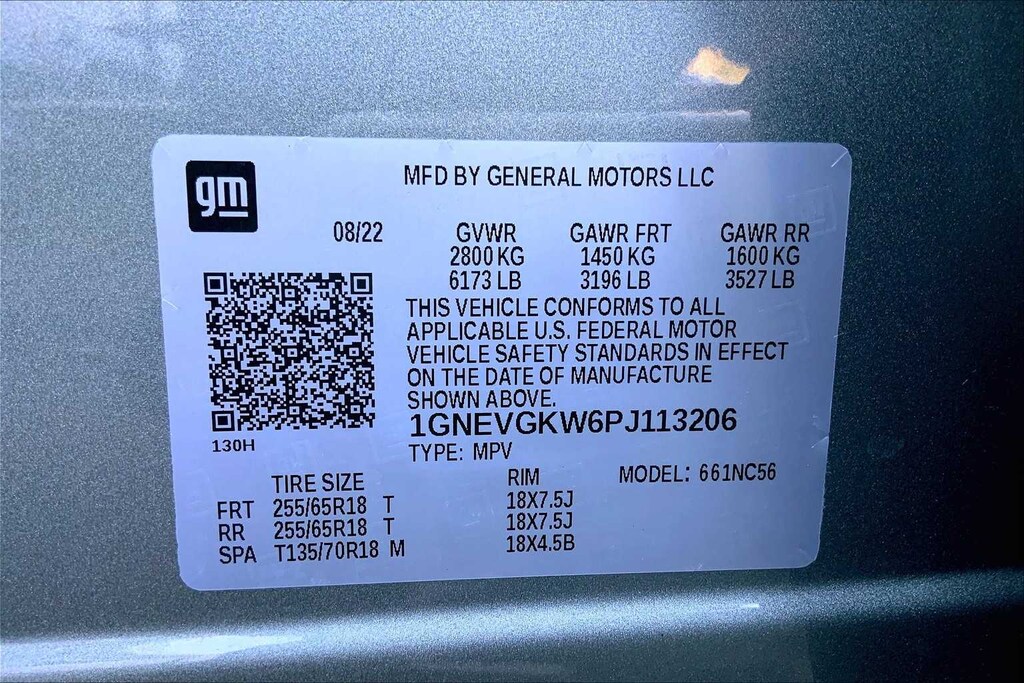 gm
MFD BY GENERAL MOTORS LLC
08/22 GVWR GAWR FRT GAWR RR
2800 KG 1450 KG 1600 KG
6173 LB 3196 LB 3527 LB
THIS VEHICLE CONFORMS TO ALL
APPLICABLE U.S. FEDERAL MOTOR
VEHICLE SAFETY STANDARDS IN EFFECT
ON THE DATE OF MANUFACTURE
SHOWN ABOVE.
1GNEVGKW6PJ113206
130H
TYPE: MPV
TIRE SIZE RIM MODEL: 661NC56
FRT 255/65R18 T 18X7.5J
RR 255/65R18 T 18X7.5J
SPA T135/70R18 M 18X4.5B